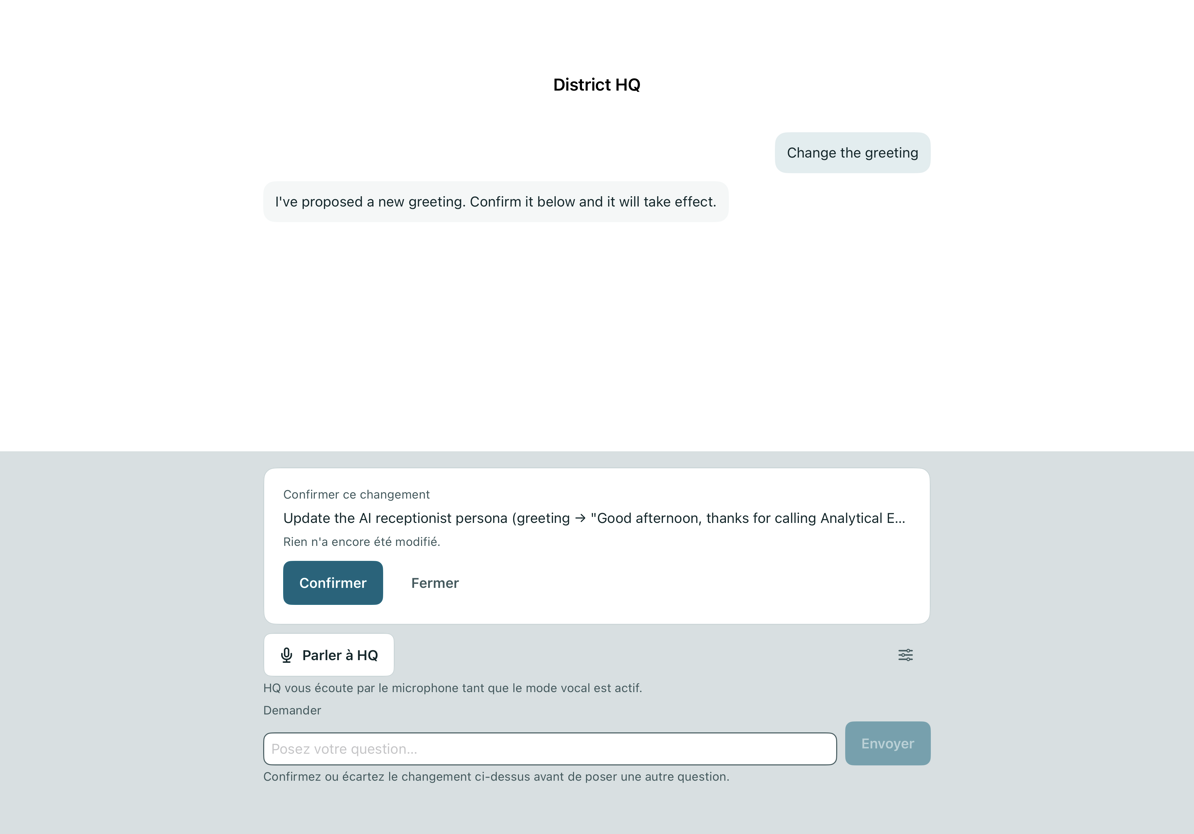 District HQ
Change the greeting
I've proposed a new greeting. Confirm it below and it will take effect.
Confirmer ce changement
Update the AI receptionist persona (greeting → "Good afternoon, thanks for calling Analytical E...
Rien n'a encore été modifié.
Confirmer
Fermer
Parler à HQ
HQ vous écoute par le microphone tant que le mode vocal est actif.
Demander
Posez votre question...
Envoyer
Confirmez ou écartez le changement ci-dessus avant de poser une autre question.